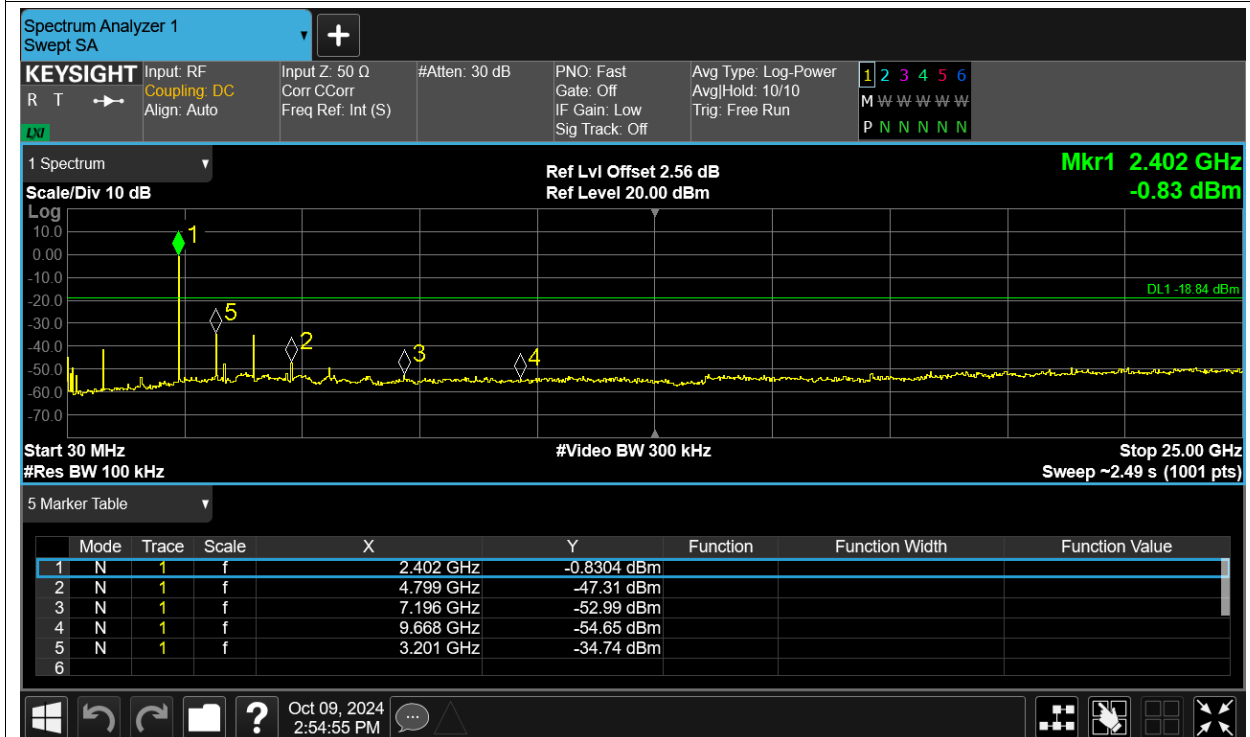 Spectrum Analyzer 1
Swept SA
+
KEYSIGHT
R T
LXI
Input: RF
Coupling: DC
Align: Auto
Input Z: 50 Ω
Corr CCorr
Freq Ref: Int (S)
#Atten: 30 dB
PNO: Fast
Gate: Off
IF Gain: Low
Sig Track: Off
Avg Type: Log-Power
Avg|Hold: 10/10
Trig: Free Run
1 2 3 4 5 6
M W W W W W
P N N N N N
1 Spectrum
Scale/Div 10 dB
Ref Lvl Offset 2.56 dB
Ref Level 20.00 dBm
Mkr1 2.402 GHz
-0.83 dBm
Log
10.0
0.00
-10.0
-20.0
-30.0
-40.0
-50.0
-60.0
-70.0
1
5
2
3
4
DL1 -18.84 dBm
Start 30 MHz
#Video BW 300 kHz
Stop 25.00 GHz
#Res BW 100 kHz
Sweep ~2.49 s (1001 pts)
5 Marker Table
Mode Trace Scale X Y Function Function Width Function Value
1 N 1 f 2.402 GHz -0.8304 dBm
2 N 1 f 4.799 GHz -47.31 dBm
3 N 1 f 7.196 GHz -52.99 dBm
4 N 1 f 9.668 GHz -54.65 dBm
5 N 1 f 3.201 GHz -34.74 dBm
6
?
Oct 09, 2024
2:54:55 PM